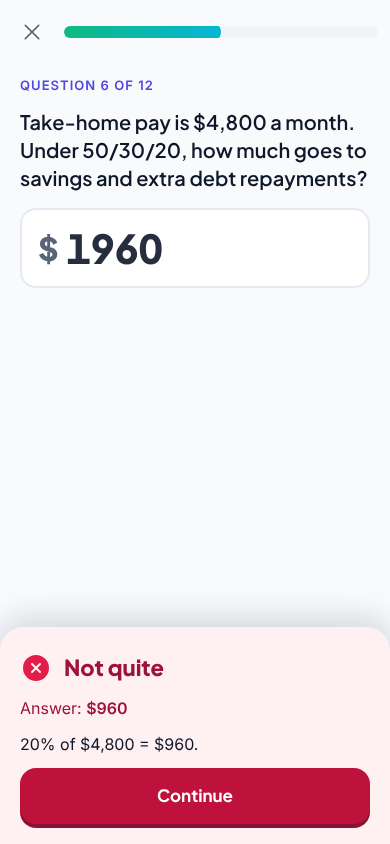 QUESTION 6 OF 12
Take-home pay is $4,800 a month.
Under 50/30/20, how much goes to
savings and extra debt repayments?
$ 1960
Not quite
Answer: $960
20% of $4,800 = $960.
Continue